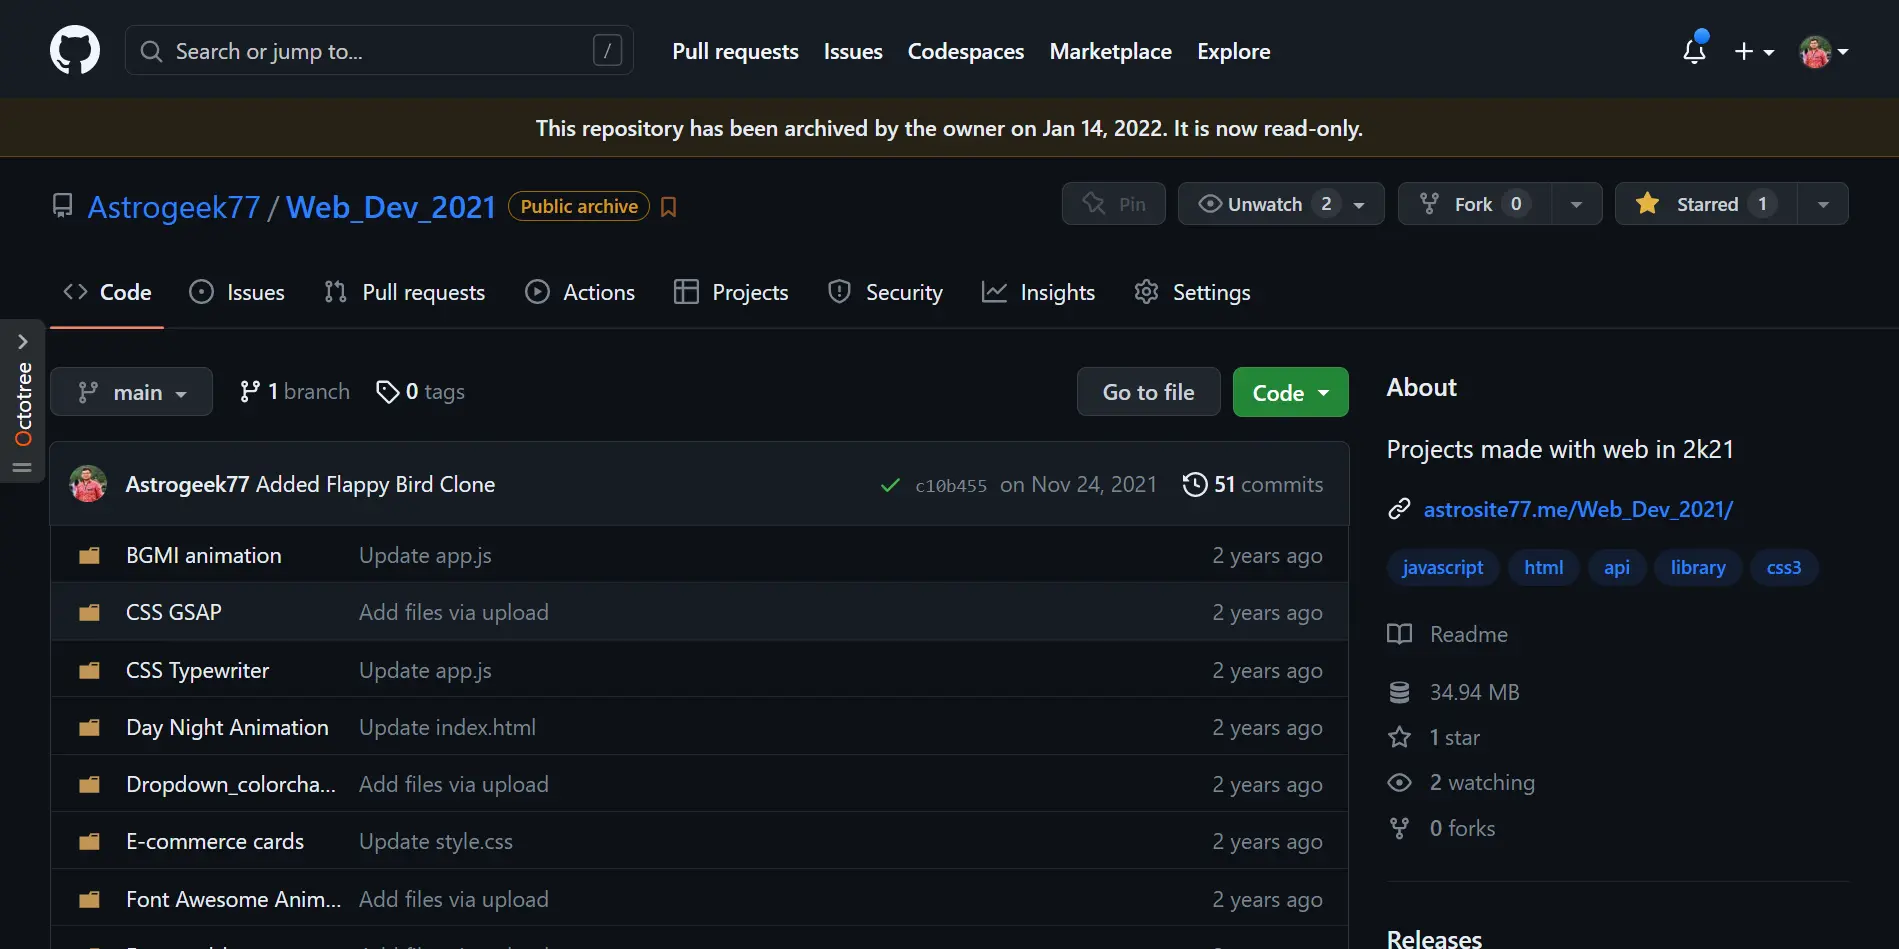 Search or jump to... /
Pull requests Issues Codespaces Marketplace Explore
This repository has been archived by the owner on Jan 14, 2022. It is now read-only.
Astrogeek77 / Web_Dev_2021 Public archive
Pin Unwatch 2 Fork 0 Starred 1
Code Issues Pull requests Actions Projects Security Insights Settings
Octotree
main 1 branch 0 tags Go to file Code
Astrogeek77 Added Flappy Bird Clone c10b455 on Nov 24, 2021 51 commits
BGMI animation Update app.js 2 years ago
CSS GSAP Add files via upload 2 years ago
CSS Typewriter Update app.js 2 years ago
Day Night Animation Update index.html 2 years ago
Dropdown_colorcha... Add files via upload 2 years ago
E-commerce cards Update style.css 2 years ago
Font Awesome Anim... Add files via upload 2 years ago
About
Projects made with web in 2k21
astrosite77.me/Web_Dev_2021/
javascript html api library css3
Readme
34.94 MB
1 star
2 watching
0 forks
Releases